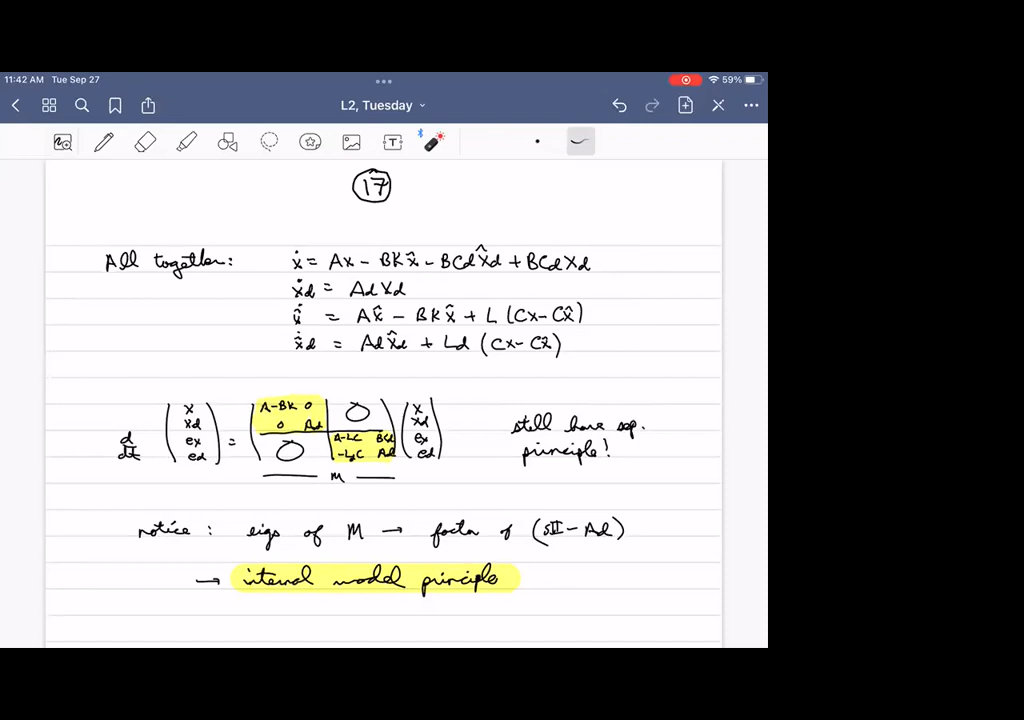 11:42 AM Tue Sep 27
59%
L2, Tuesday
T
17
All together: ẋ = Ax - BKx̂ - BCdx̂d + BCdxd
ẋd = Adxd
x̂̇ = Ax̂ - BKx̂ + L (Cx - Cx̂)
x̂̇d = Adx̂d + Ld (Cx - Cx̂)
d/dt (x xd ex ed) = (A-BK 0 0 Ad 0 0 A-LC BCd -LdC Ad) (x xd ex ed) still have sep. principle!
M
notice: eigs of M → factor of (sI - Ad)
→ internal model principle